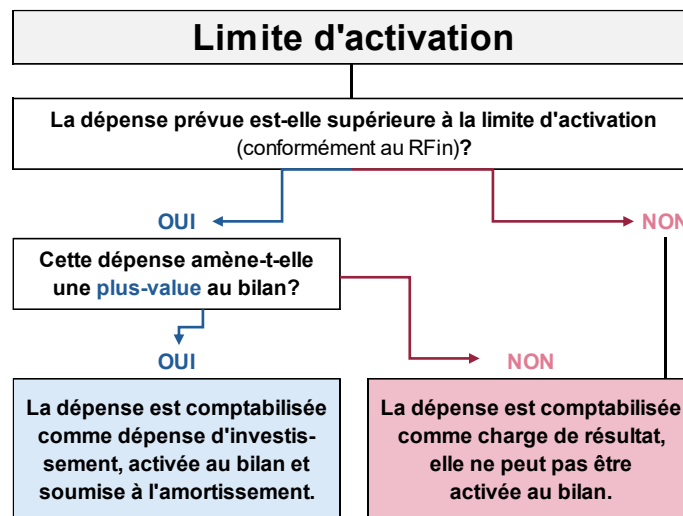 Limite d'activation
La dépense prévue est-elle supérieure à la limite d'activation
(conformément au RFin)?
OUI
NON
Cette dépense amène-t-elle
une plus-value au bilan?
OUI
NON
La dépense est comptabilisée
comme dépense d'investis-
sement, activée au bilan et
soumise à l'amortissement.
La dépense est comptabilisée
comme charge de résultat,
elle ne peut pas être
activée au bilan.